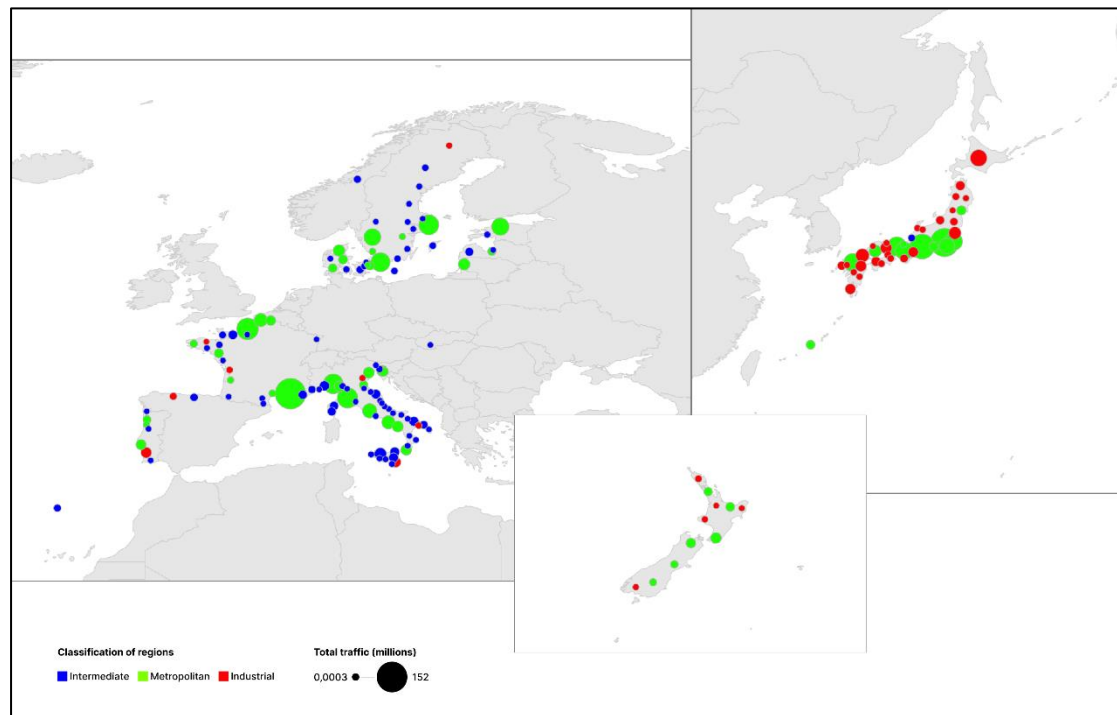 Classification of regions
Intermediate Metropolitan Industrial
Total traffic (millions)
0,0003 152